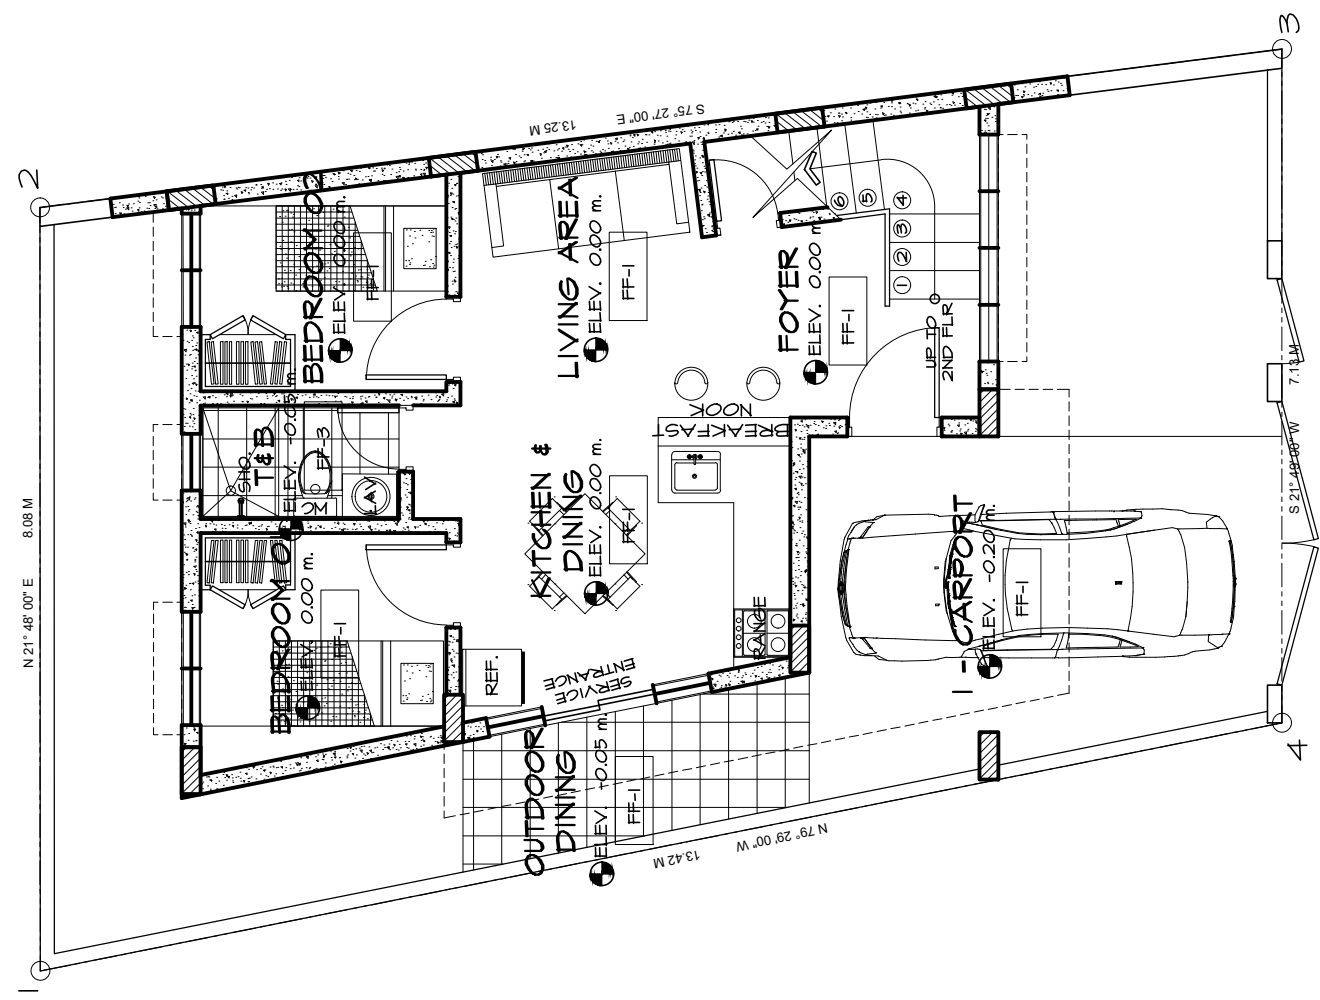 2
3
13.25 M
S 75° 27' 00" E
BEDROOM 02
ELEV. 0.00 m.
FF-1
LIVING AREA
ELEV. 0.00 m.
FF-1
FOYER
ELEV. 0.00 m
FF-1
6
5
4
3
2
1
UP TO
2ND FLR
7.13 M
S 21° 48' 00" W
T&B
ELEV. -0.05 m.
FF-3
SHO.
WC
LAV
KITCHEN &
DINING
ELEV. 0.00 m.
FF-1
BREAKFAST
NOOK
RANGE
REF.
SERVICE
ENTRANCE
BEDROOM 0
ELEV. 0.00 m.
FF-1
1 - CARPORT
ELEV. -0.20 m.
FF-1
OUTDOOR
DINING
ELEV. -0.05 m.
FF-1
N 21° 48' 00" E
8.08 M
13.42 M
N 79° 29' 00" W
1
4